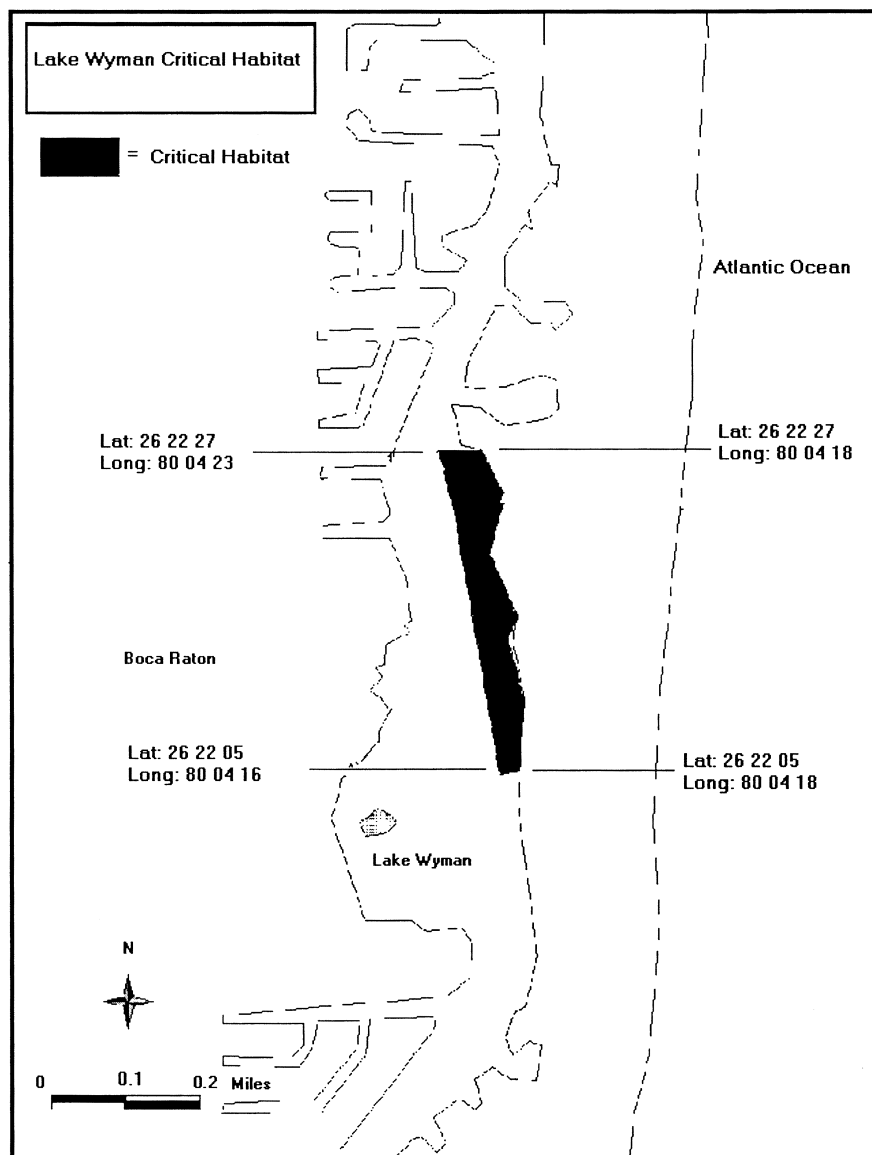 Lake Wyman Critical Habitat
= Critical Habitat
Atlantic Ocean
Lat: 26 22 27
Long: 80 04 23
Lat: 26 22 27
Long: 80 04 18
Boca Raton
Lat: 26 22 05
Long: 80 04 16
Lat: 26 22 05
Long: 80 04 18
Lake Wyman
N
0 0.1 0.2 Miles